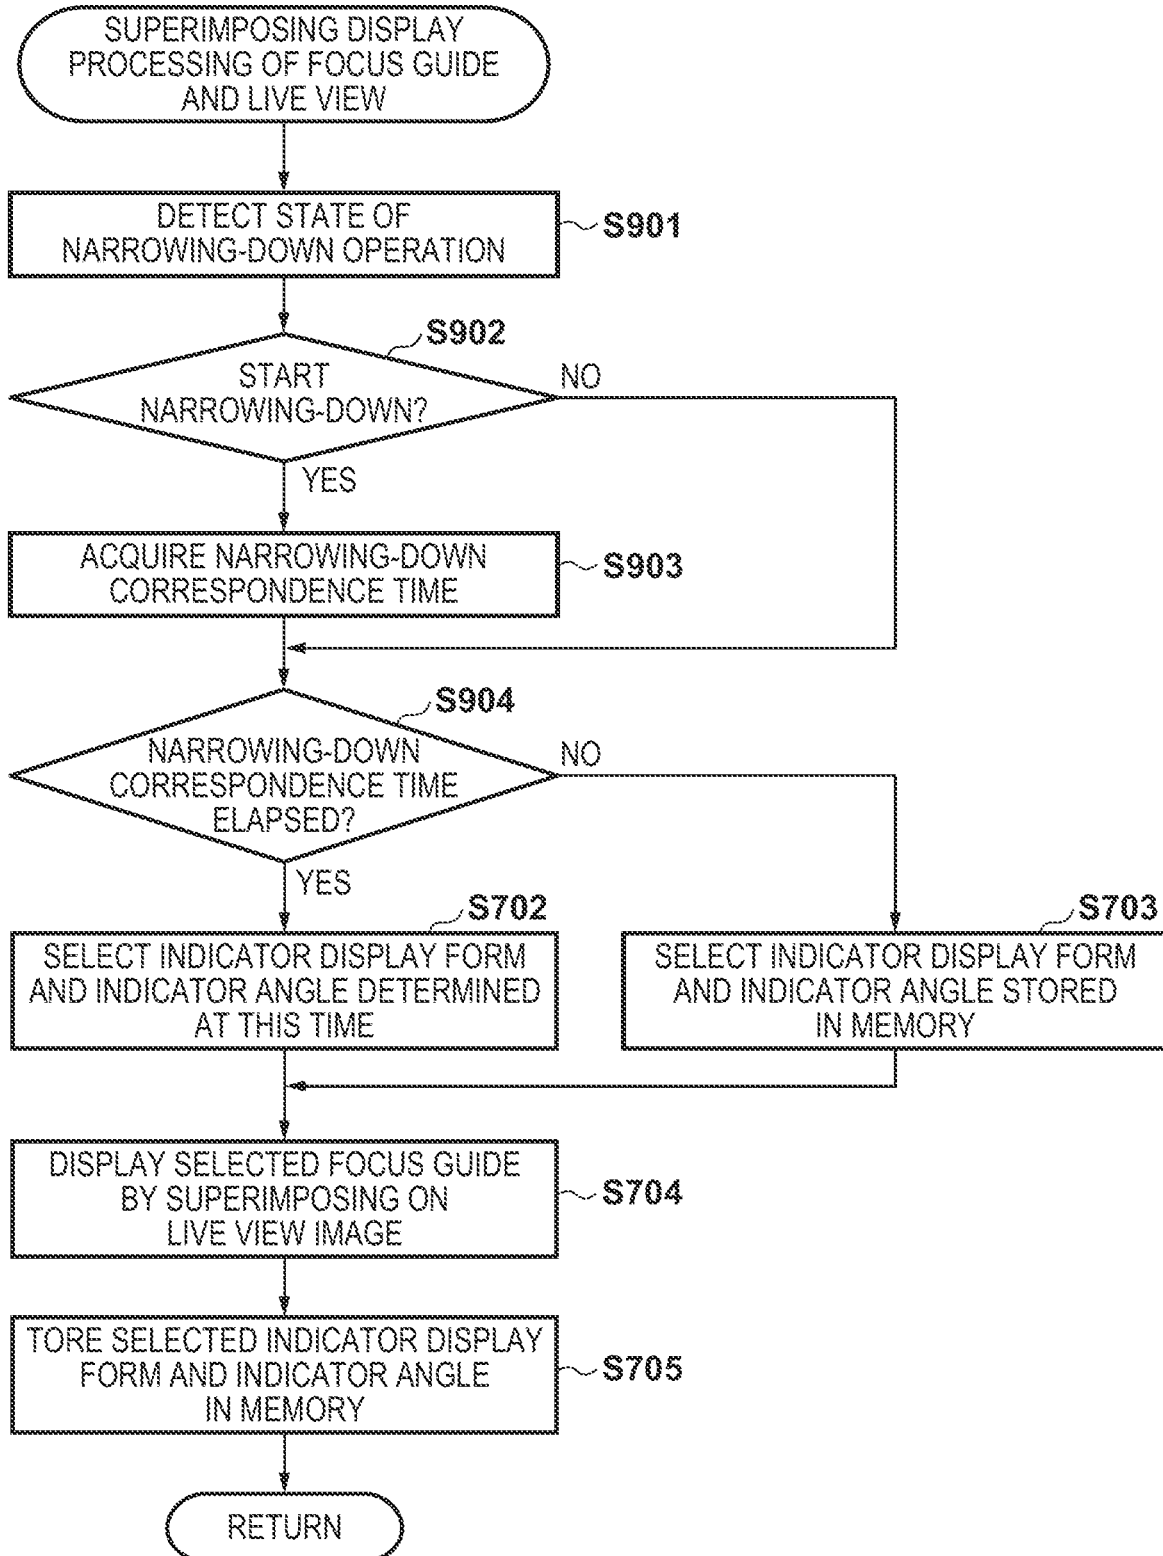 SUPERIMPOSING DISPLAY
PROCESSING OF FOCUS GUIDE
AND LIVE VIEW
DETECT STATE OF
NARROWING-DOWN OPERATION
S901
S902
START
NARROWING-DOWN?
NO
YES
ACQUIRE NARROWING-DOWN
CORRESPONDENCE TIME
S903
S904
NARROWING-DOWN
CORRESPONDENCE TIME
ELAPSED?
NO
YES
S702
SELECT INDICATOR DISPLAY FORM
AND INDICATOR ANGLE DETERMINED
AT THIS TIME
S703
SELECT INDICATOR DISPLAY FORM
AND INDICATOR ANGLE STORED
IN MEMORY
DISPLAY SELECTED FOCUS GUIDE
BY SUPERIMPOSING ON
LIVE VIEW IMAGE
S704
TORE SELECTED INDICATOR DISPLAY
FORM AND INDICATOR ANGLE
IN MEMORY
S705
RETURN